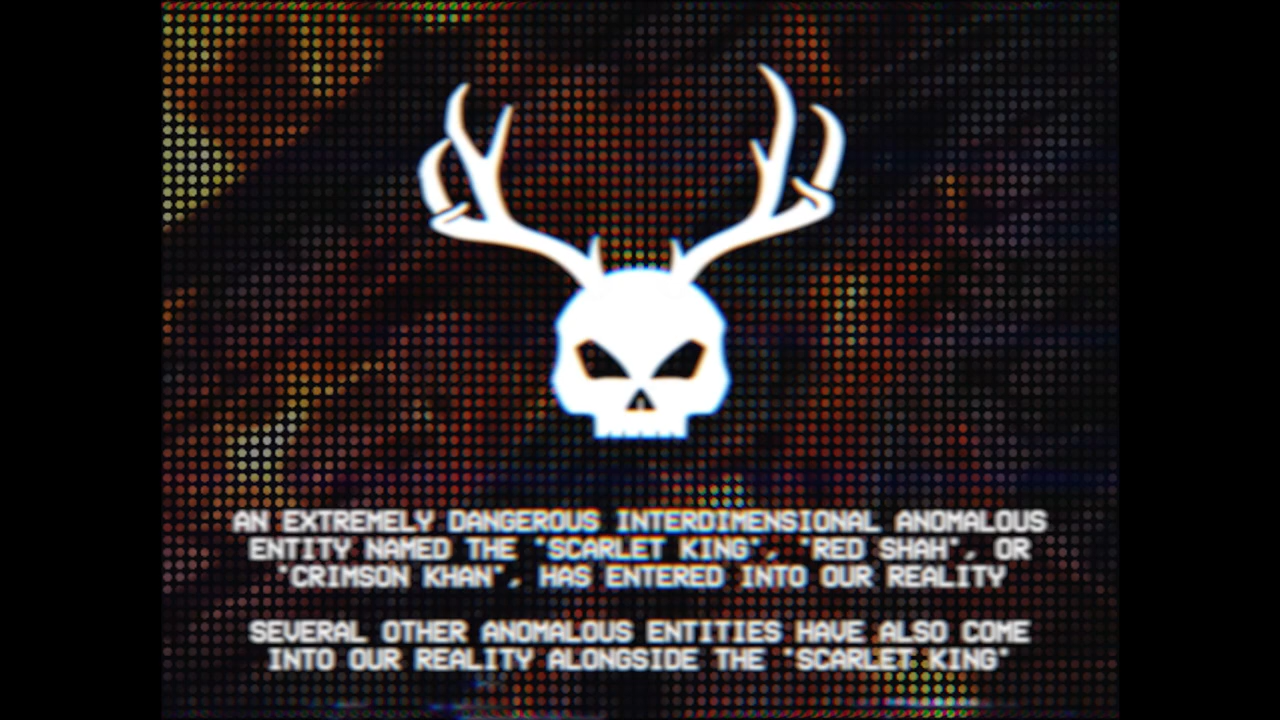 AN EXTREMELY DANGEROUS INTERDIMENSIONAL ANOMALOUS
ENTITY NAMED THE "SCARLET KING", "RED SHAH", OR
"CRIMSON KHAN", HAS ENTERED INTO OUR REALITY
SEVERAL OTHER ANOMALOUS ENTITIES HAVE ALSO COME
INTO OUR REALITY ALONGSIDE THE "SCARLET KING"